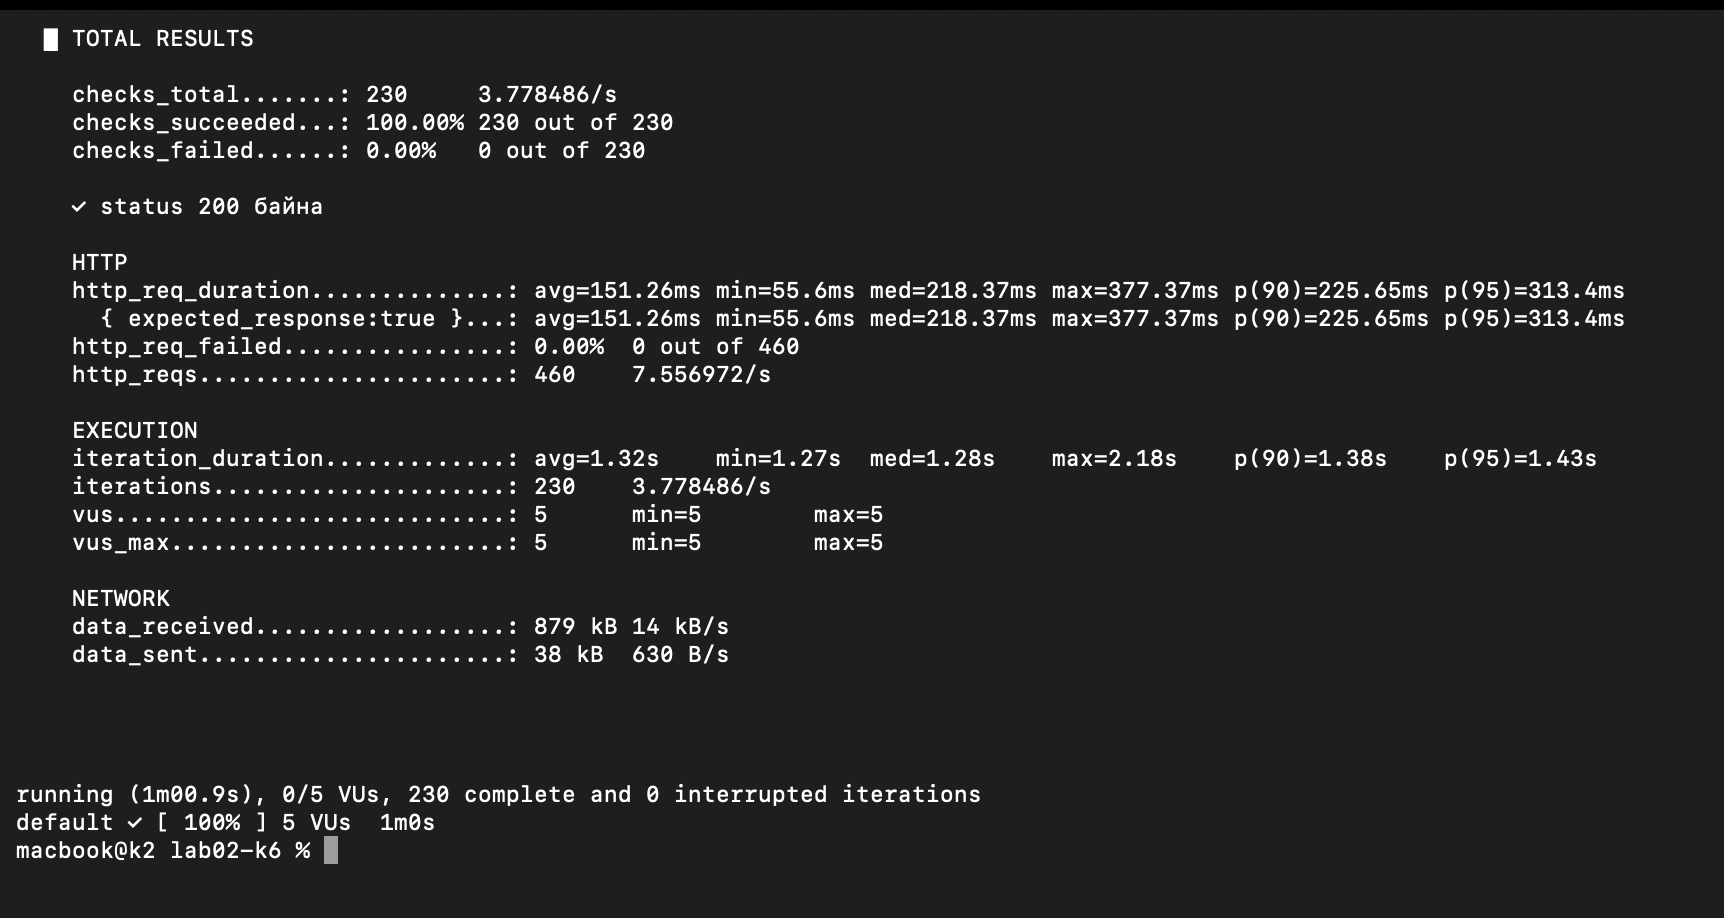 █ TOTAL RESULTS
checks_total.......: 230     3.778486/s
checks_succeeded...: 100.00% 230 out of 230
checks_failed......: 0.00%   0 out of 230
✓ status 200 байна
HTTP
http_req_duration..............: avg=151.26ms min=55.6ms med=218.37ms max=377.37ms p(90)=225.65ms p(95)=313.4ms
{ expected_response:true }...: avg=151.26ms min=55.6ms med=218.37ms max=377.37ms p(90)=225.65ms p(95)=313.4ms
http_req_failed................: 0.00%  0 out of 460
http_reqs......................: 460    7.556972/s
EXECUTION
iteration_duration.............: avg=1.32s    min=1.27s  med=1.28s    max=2.18s    p(90)=1.38s    p(95)=1.43s
iterations.....................: 230    3.778486/s
vus............................: 5      min=5        max=5
vus_max........................: 5      min=5        max=5
NETWORK
data_received..................: 879 kB 14 kB/s
data_sent......................: 38 kB  630 B/s
running (1m00.9s), 0/5 VUs, 230 complete and 0 interrupted iterations
default ✓ [ 100% ] 5 VUs  1m0s
macbook@k2 lab02-k6 %